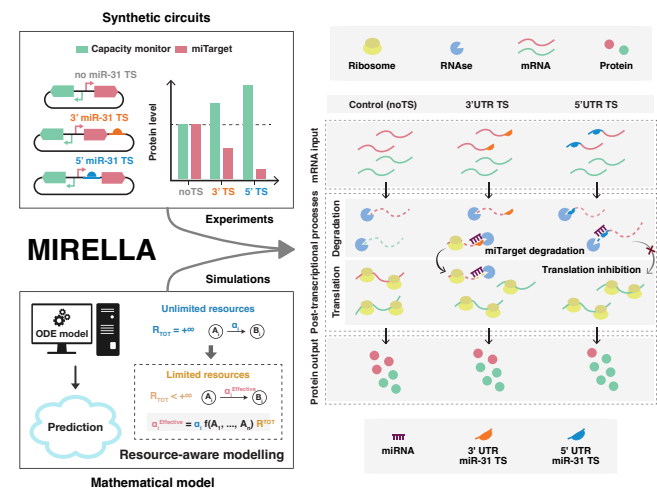 Synthetic circuits
Capacity monitor
miTarget
no miR-31 TS
3' miR-31 TS
5' miR-31 TS
Protein level
noTS
3' TS
5' TS
Experiments
MIRELLA
Simulations
ODE model
Prediction
Unlimited resources
R_TOT = +∞
A_i α_i B_i
Limited resources
R_TOT < +∞
A_i α_i^Effective B_i
α_i^Effective = α_i f(A_1, ..., A_n) R^TOT
Resource-aware modelling
Mathematical model
Ribosome
RNAse
mRNA
Protein
Control (noTS)
3'UTR TS
5'UTR TS
mRNA input
Post-transcriptional processes
Degradation
miTarget degradation
Translation inhibition
Translation
Protein output
miRNA
3' UTR
miR-31 TS
5' UTR
miR-31 TS